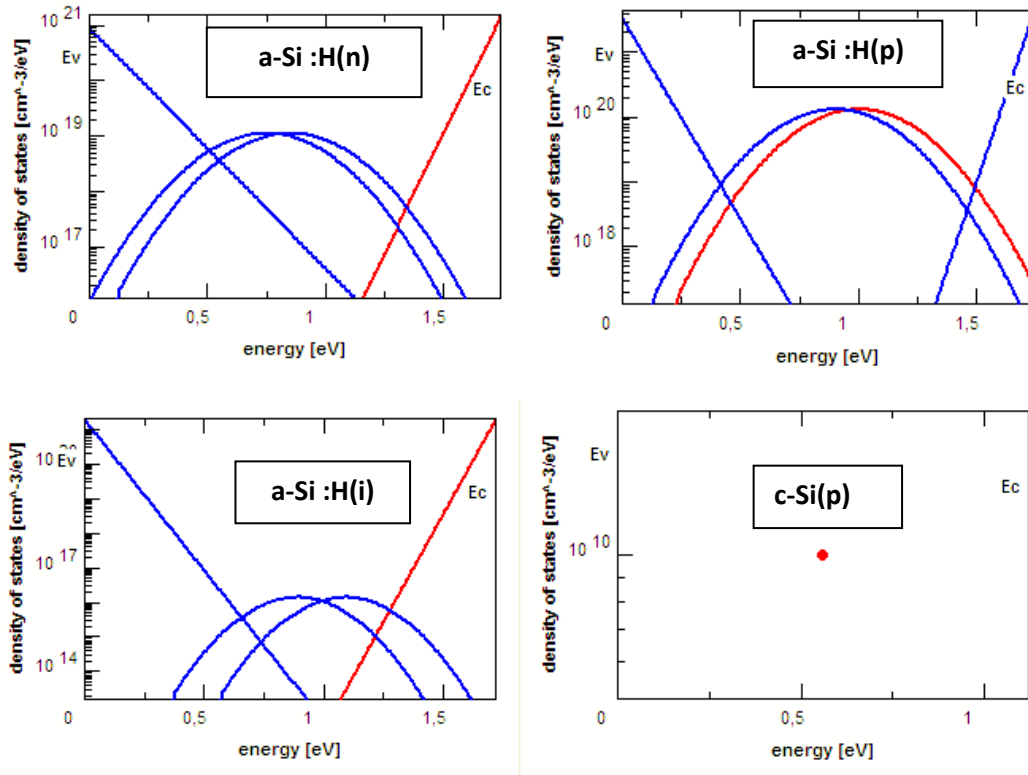 10 21
Ev
a-Si :H(n)
Ec
10 19
10 17
density of states [cm^-3/eV]
0
0,5
1
1,5
energy [eV]
a-Si :H(p)
Ec
10 20
10 18
density of states [cm^-3/eV]
0
0,5
1
1,5
energy [eV]
Ev
a-Si :H(i)
Ec
10 17
10 14
density of states [cm^-3/eV]
0
0,5
1
1,5
energy [eV]
Ev
c-Si(p)
Ec
10 10
density of states [cm^-3/eV]
0
0,5
1
energy [eV]